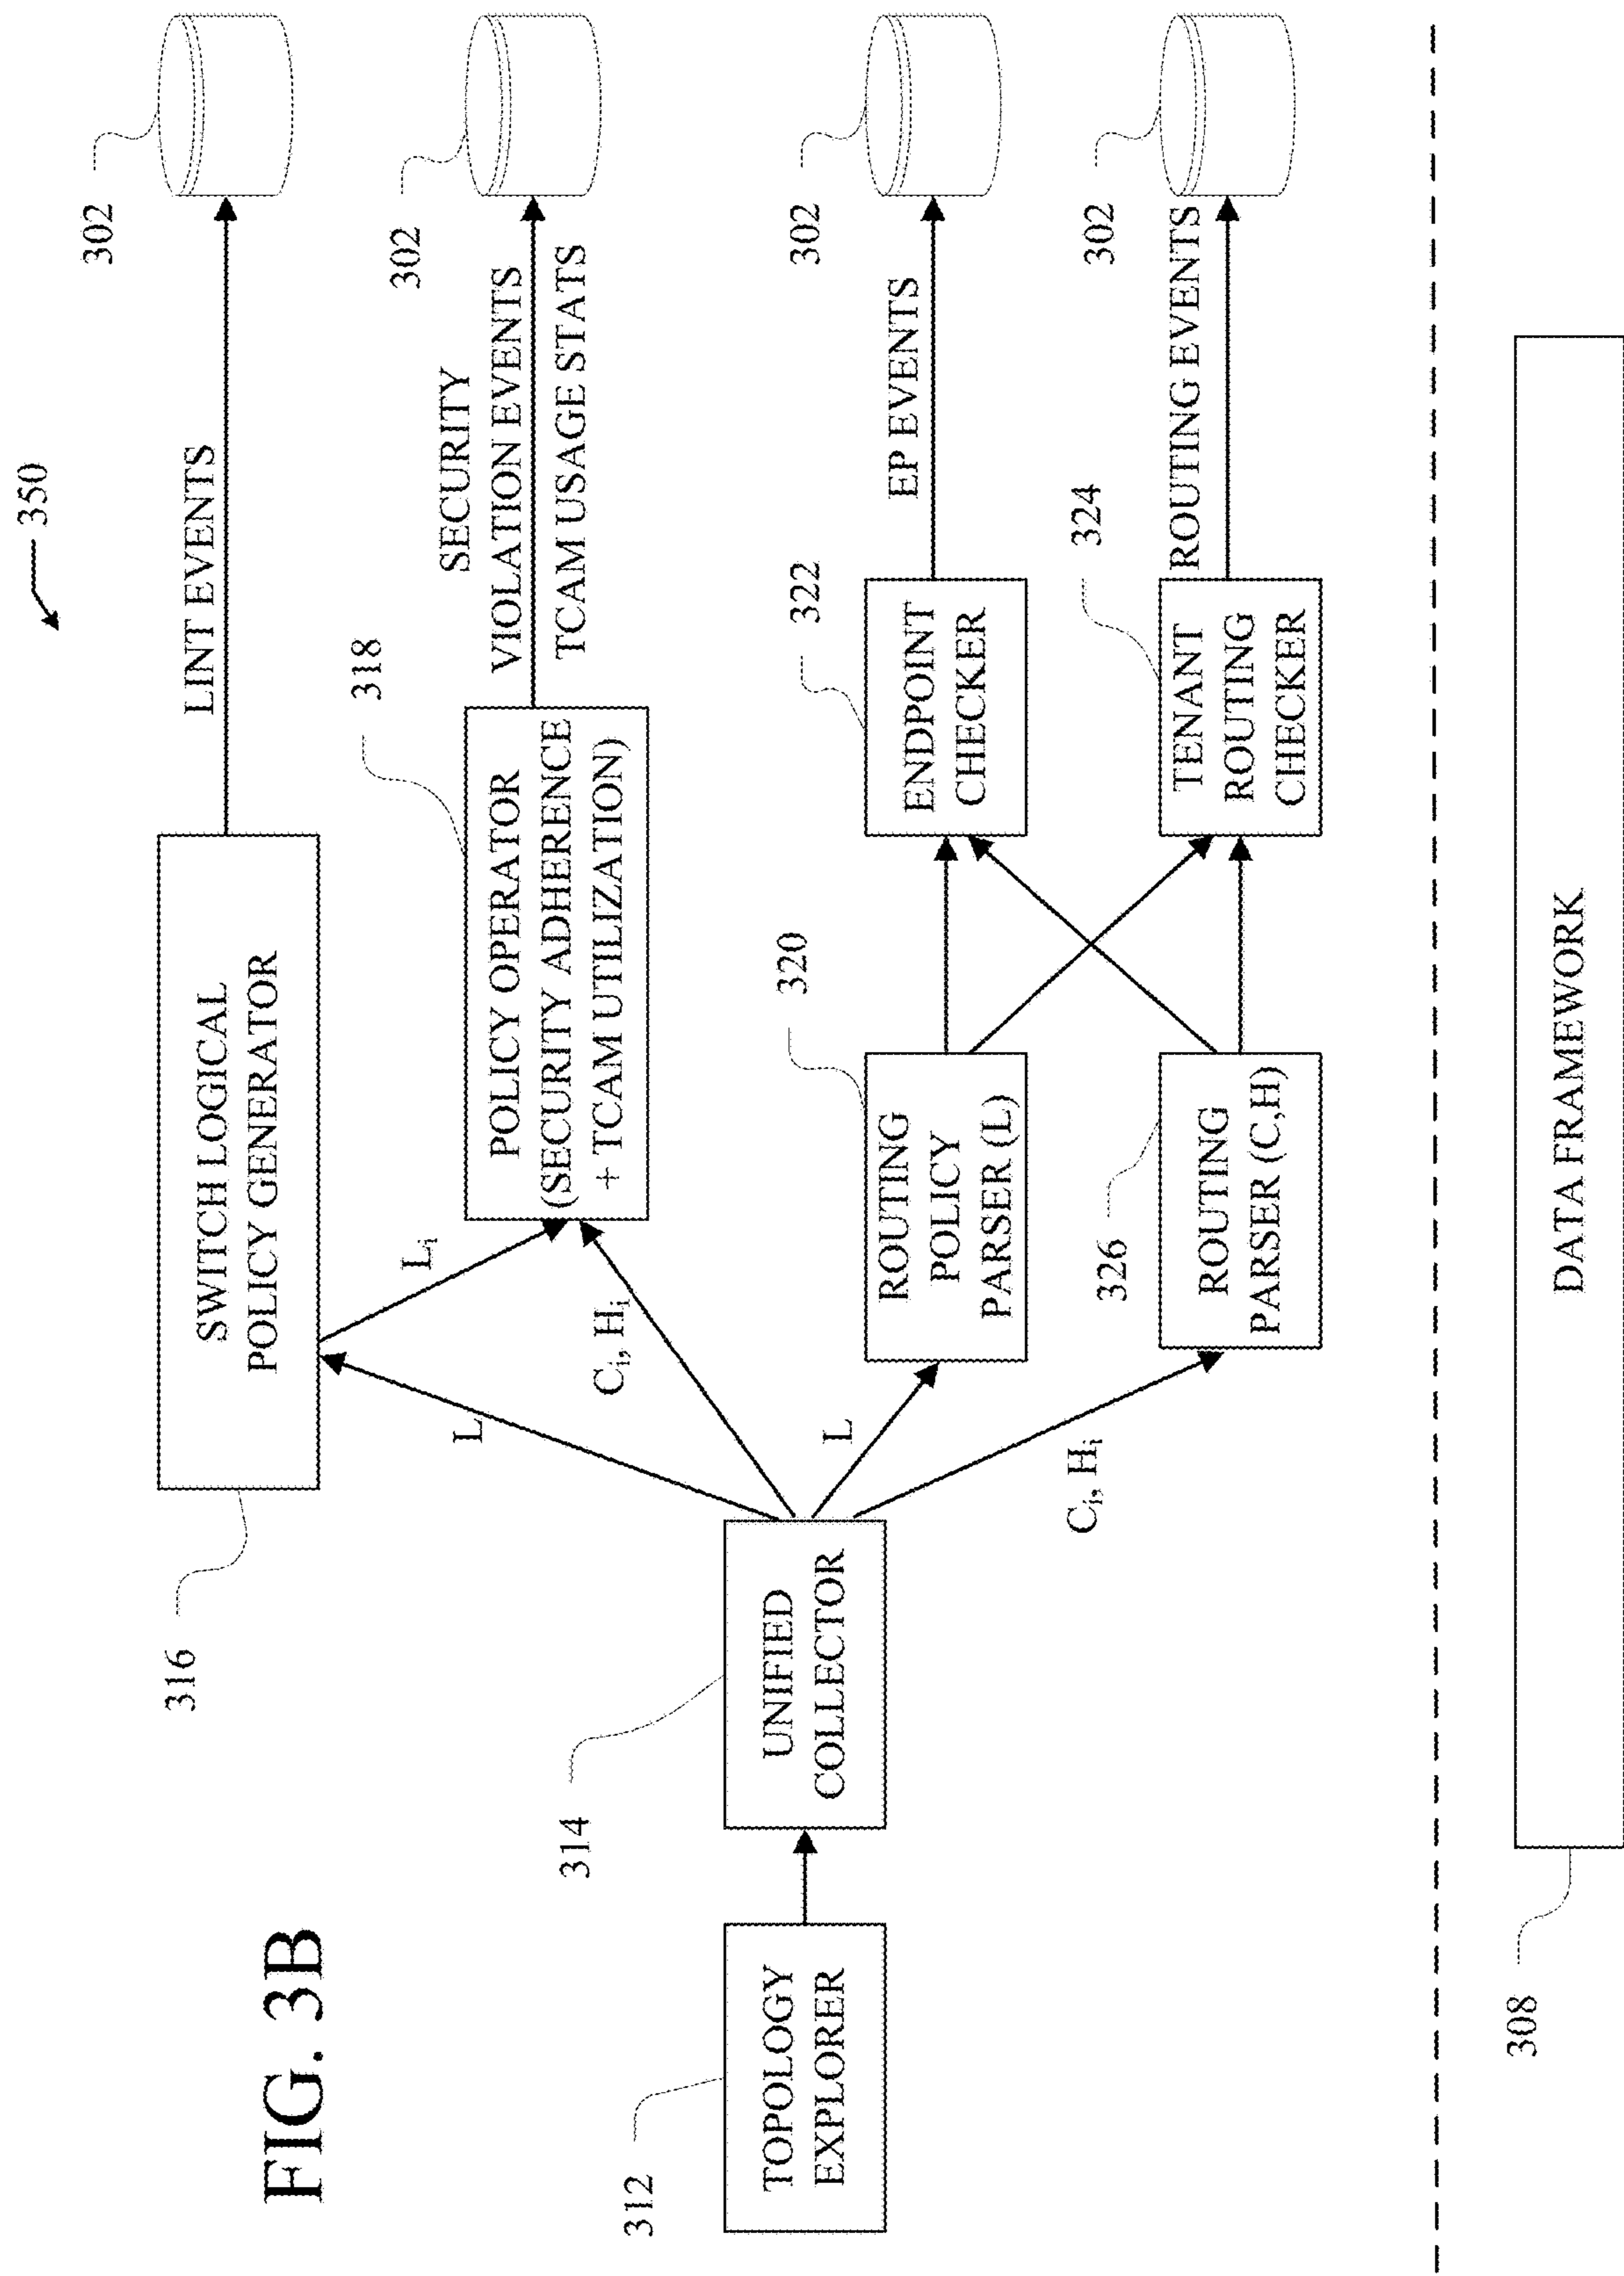 FIG. 3B
350
316
SWITCH LOGICAL
POLICY GENERATOR
LINT EVENTS
302
L
Li
318
POLICY OPERATOR
(SECURITY ADHERENCE
+ TCAM UTILIZATION)
SECURITY
VIOLATION EVENTS
TCAM USAGE STATS
302
Ci, Hi
312
TOPOLOGY
EXPLORER
314
UNIFIED
COLLECTOR
L
320
ROUTING
POLICY
PARSER (L)
322
ENDPOINT
CHECKER
EP EVENTS
302
Ci, Hi
326
ROUTING
PARSER (C,H)
324
TENANT
ROUTING
CHECKER
ROUTING EVENTS
302
308
DATA FRAMEWORK